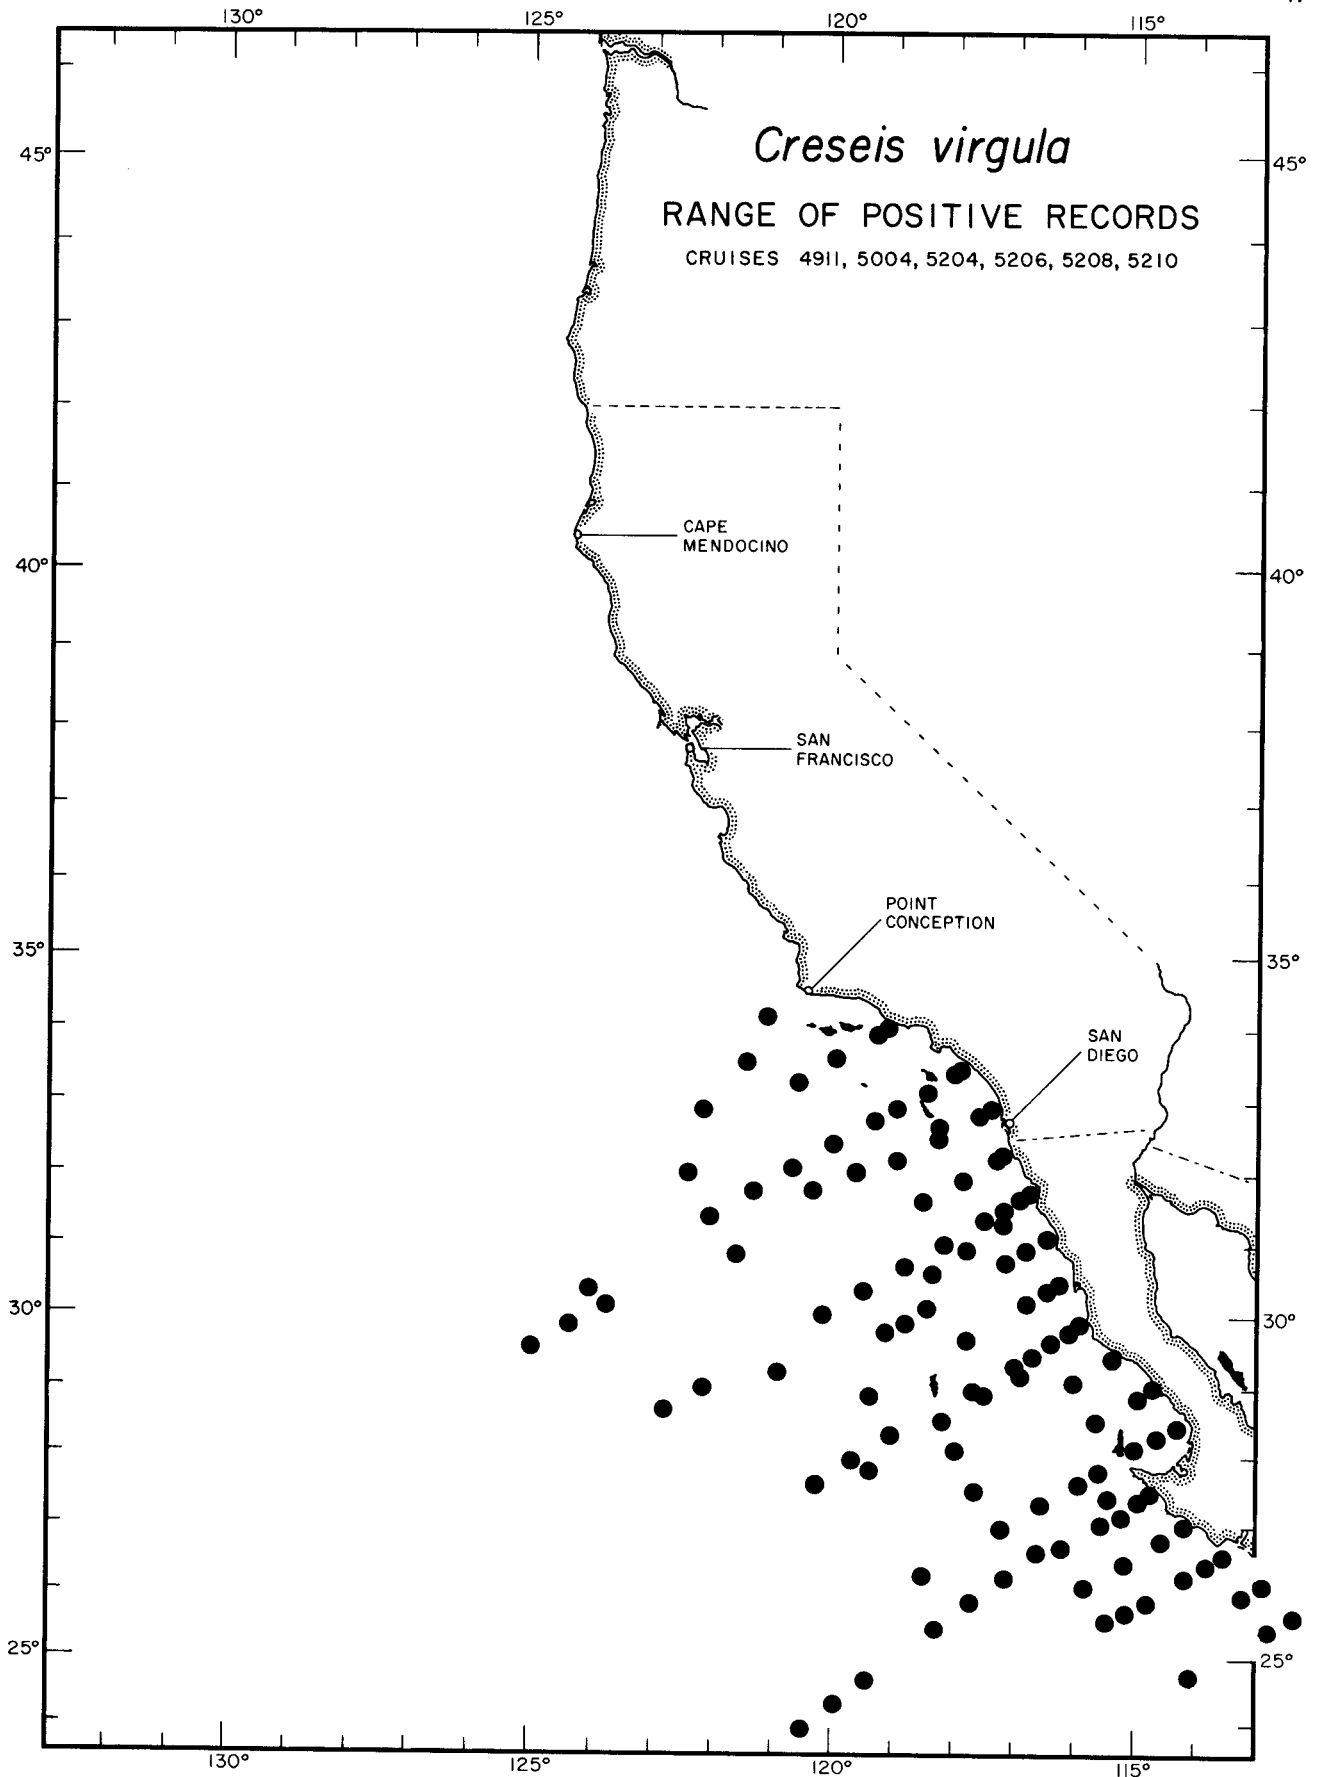 130° 125° 120° 115°
45° 45°
Creseis virgula
RANGE OF POSITIVE RECORDS
CRUISES 4911, 5004, 5204, 5206, 5208, 5210
CAPE
MENDOCINO
40° 40°
SAN
FRANCISCO
POINT
CONCEPTION
35° 35°
SAN
DIEGO
30° 30°
25° 25°
130° 125° 120° 115°